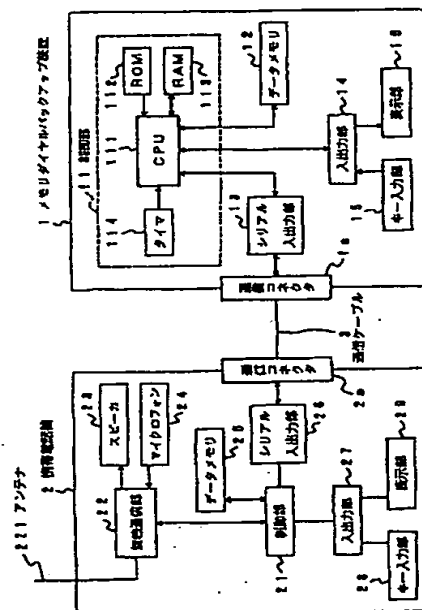 1 メモリダイヤルバックアップ装置
11 制御部
112
ROM
RAM
113
111
CPU
114
タイマ
12
データメモリ
13
シリアル
入出力部
14
入出力部
15
キー入力部
16
表示部
1a
接続コネクタ
3
通信ケーブル
2a
接続コネクタ
221 アンテナ
2 携帯電話機
22
無線通信部
23
スピーカ
マイクロフォン
24
25
データメモリ
シリアル
入出力部
26
21
制御部
入出力部
27
28
キー入力部
表示部
29